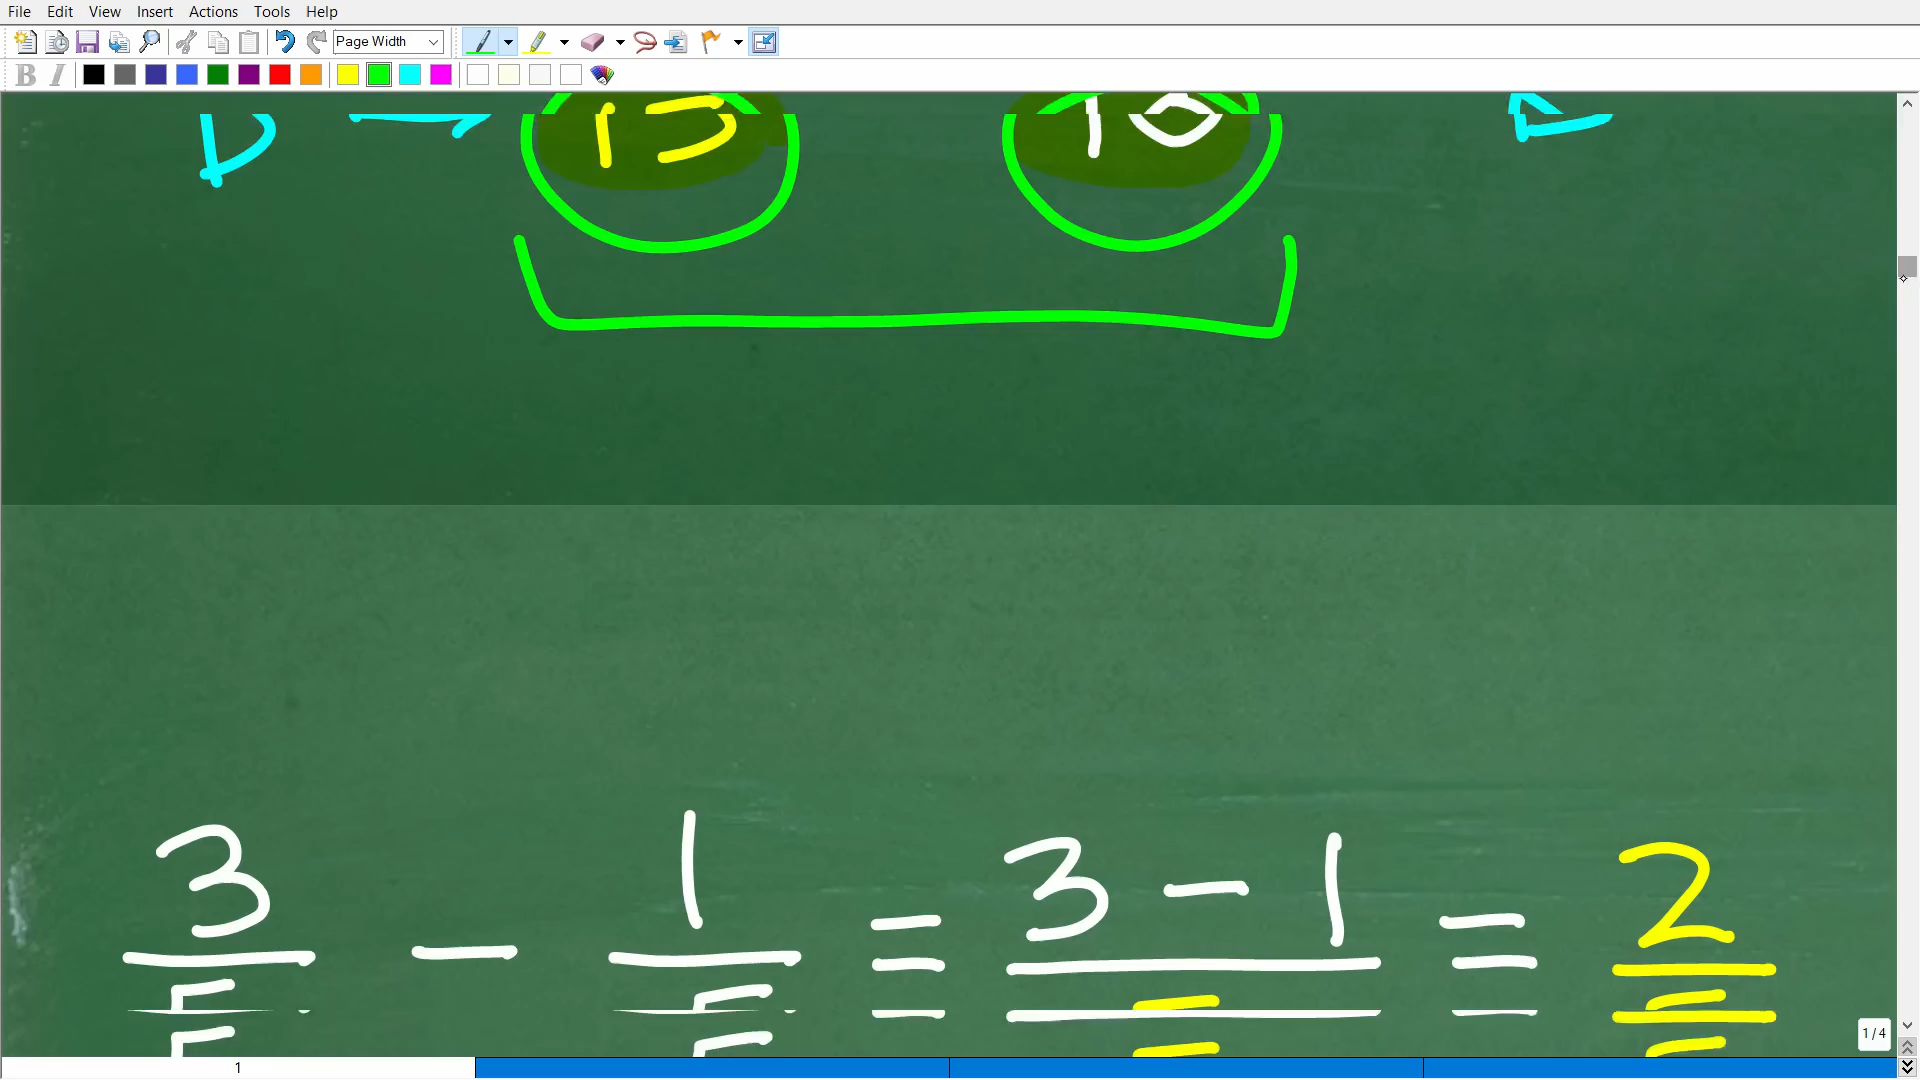 File Edit View Insert Actions Tools Help
Page Width
B I
D 15 10
3 - 1 = 3 - 1 = 2
5 5 5 5
1 / 4
1